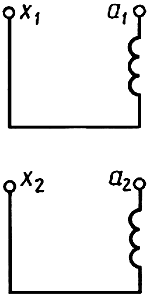 x₁ a₁
x₂ a₂